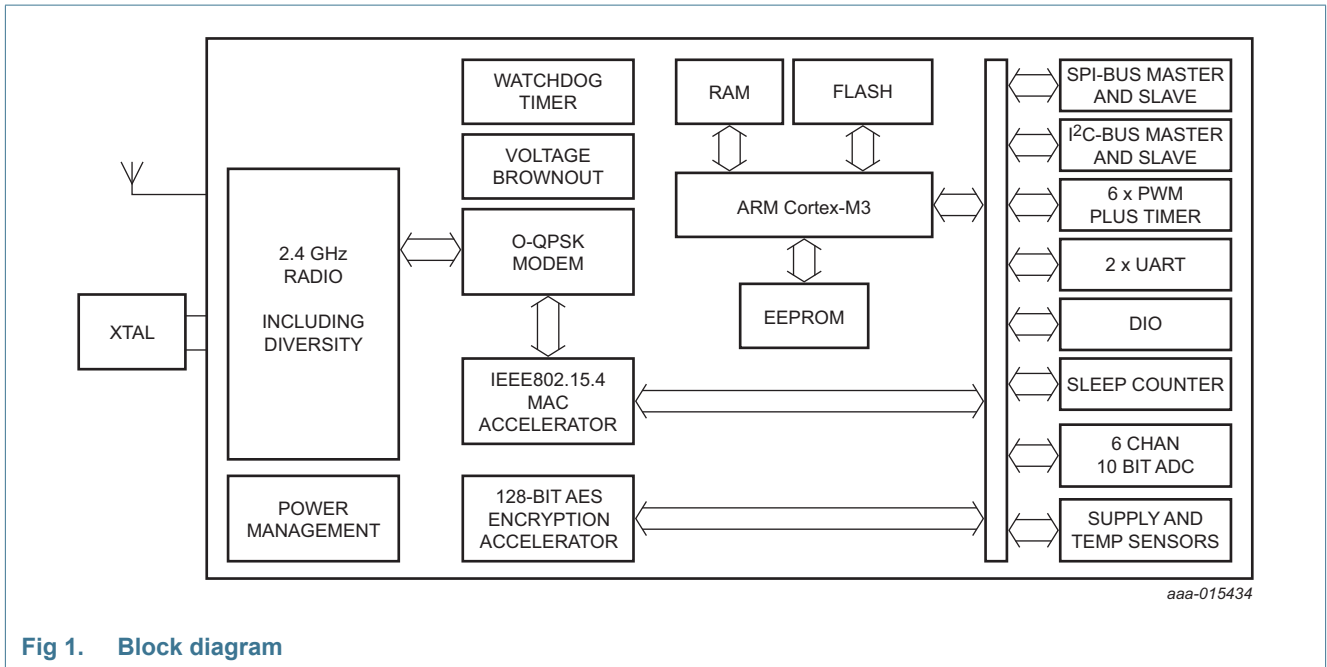 WATCHDOG
TIMER
RAM
FLASH
SPI-BUS MASTER
AND SLAVE
VOLTAGE
BROWNOUT
I2C-BUS MASTER
AND SLAVE
ARM Cortex-M3
6 x PWM
PLUS TIMER
2.4 GHz
RADIO
INCLUDING
DIVERSITY
O-QPSK
MODEM
2 x UART
XTAL
EEPROM
DIO
IEEE802.15.4
MAC
ACCELERATOR
SLEEP COUNTER
6 CHAN
10 BIT ADC
POWER
MANAGEMENT
128-BIT AES
ENCRYPTION
ACCELERATOR
SUPPLY AND
TEMP SENSORS
aaa-015434
Fig 1. Block diagram